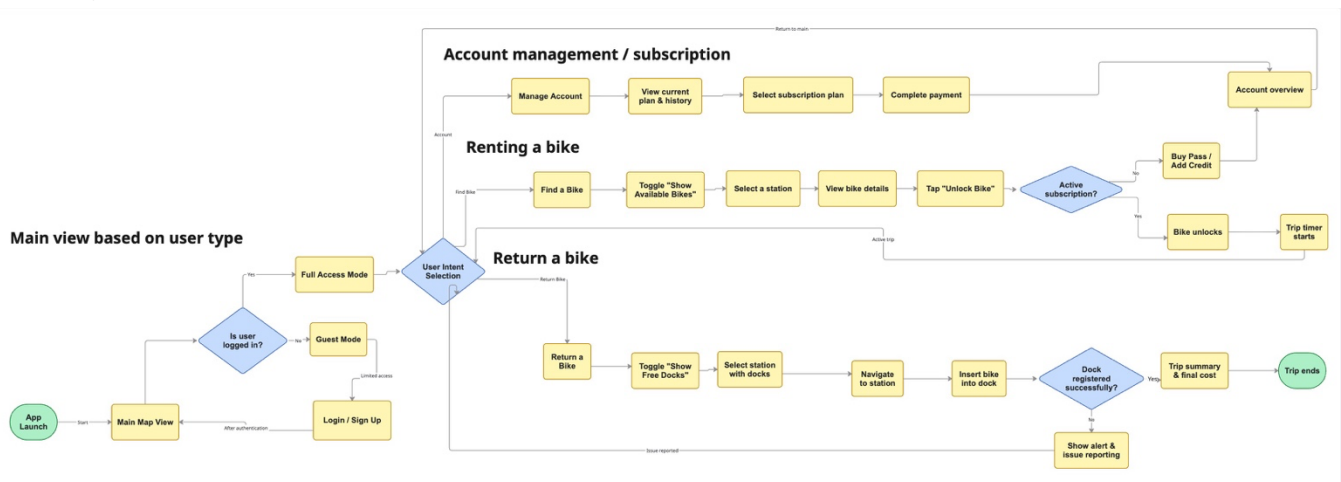 Return to main
Account management / subscription
Manage Account
View current
plan & history
Select subscription plan
Complete payment
Account overview
Account
Renting a bike
Buy Pass /
Add Credit
Find Bike
Find a Bike
Toggle "Show
Available Bikes"
Select a station
View bike details
Tap "Unlock Bike"
Active
subscription?
No
Yes
Bike unlocks
Trip timer
starts
Main view based on user type
Active trip
Return a bike
User Intent
Selection
Yes
Full Access Mode
Return Bike
Is user
logged in?
No
Guest Mode
Return a
Bike
Toggle "Show
Free Docks"
Select station
with docks
Navigate
to station
Insert bike
into dock
Dock
registered
successfully?
Yes
Trip summary
& final cost
Trip ends
Limited access
App
Launch
Start
Main Map View
After authentication
Login / Sign Up
No
Show alert &
issue reporting
Issue reported